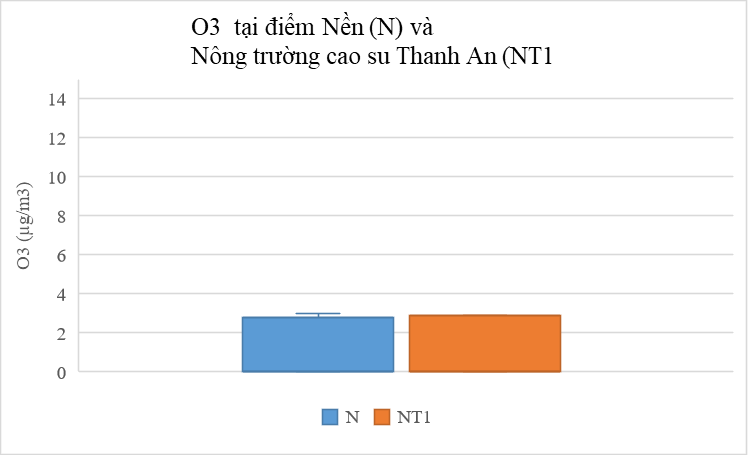 O3 tại điểm Nền (N) và
Nông trường cao su Thanh An (NT1
14
12
10
8
6
4
2
0
O3 (µg/m3)
N NT1